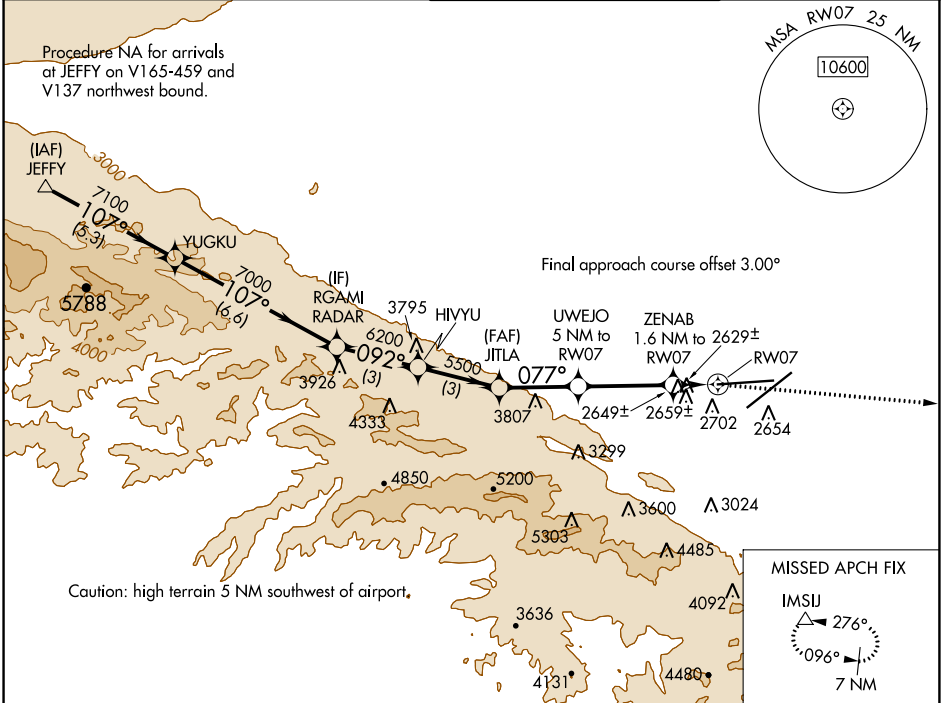 Procedure NA for arrivals
at JEFFY on V165-459 and
V137 northwest bound.
MSA RW07 25 NM
10600
(IAF)
JEFFY
3000
7100
107°
(5.3)
YUGKU
5788
4000
7000
107°
(6.6)
(IF)
RGAMI
RADAR
3926
3795
HIVYU
6200
092°
(3)
5500
(3)
4333
(FAF)
JITLA
3807
077°
Final approach course offset 3.00°
UWEJO
5 NM to
RW07
ZENAB
1.6 NM to
RW07
2629±
RW07
2649±
2659±
2702
2654
3299
4850
5200
3600
3024
5303
4485
4092
Caution: high terrain 5 NM southwest of airport.
3636
4131
4480
MISSED APCH FIX
IMSIJ
276°
096°
7 NM